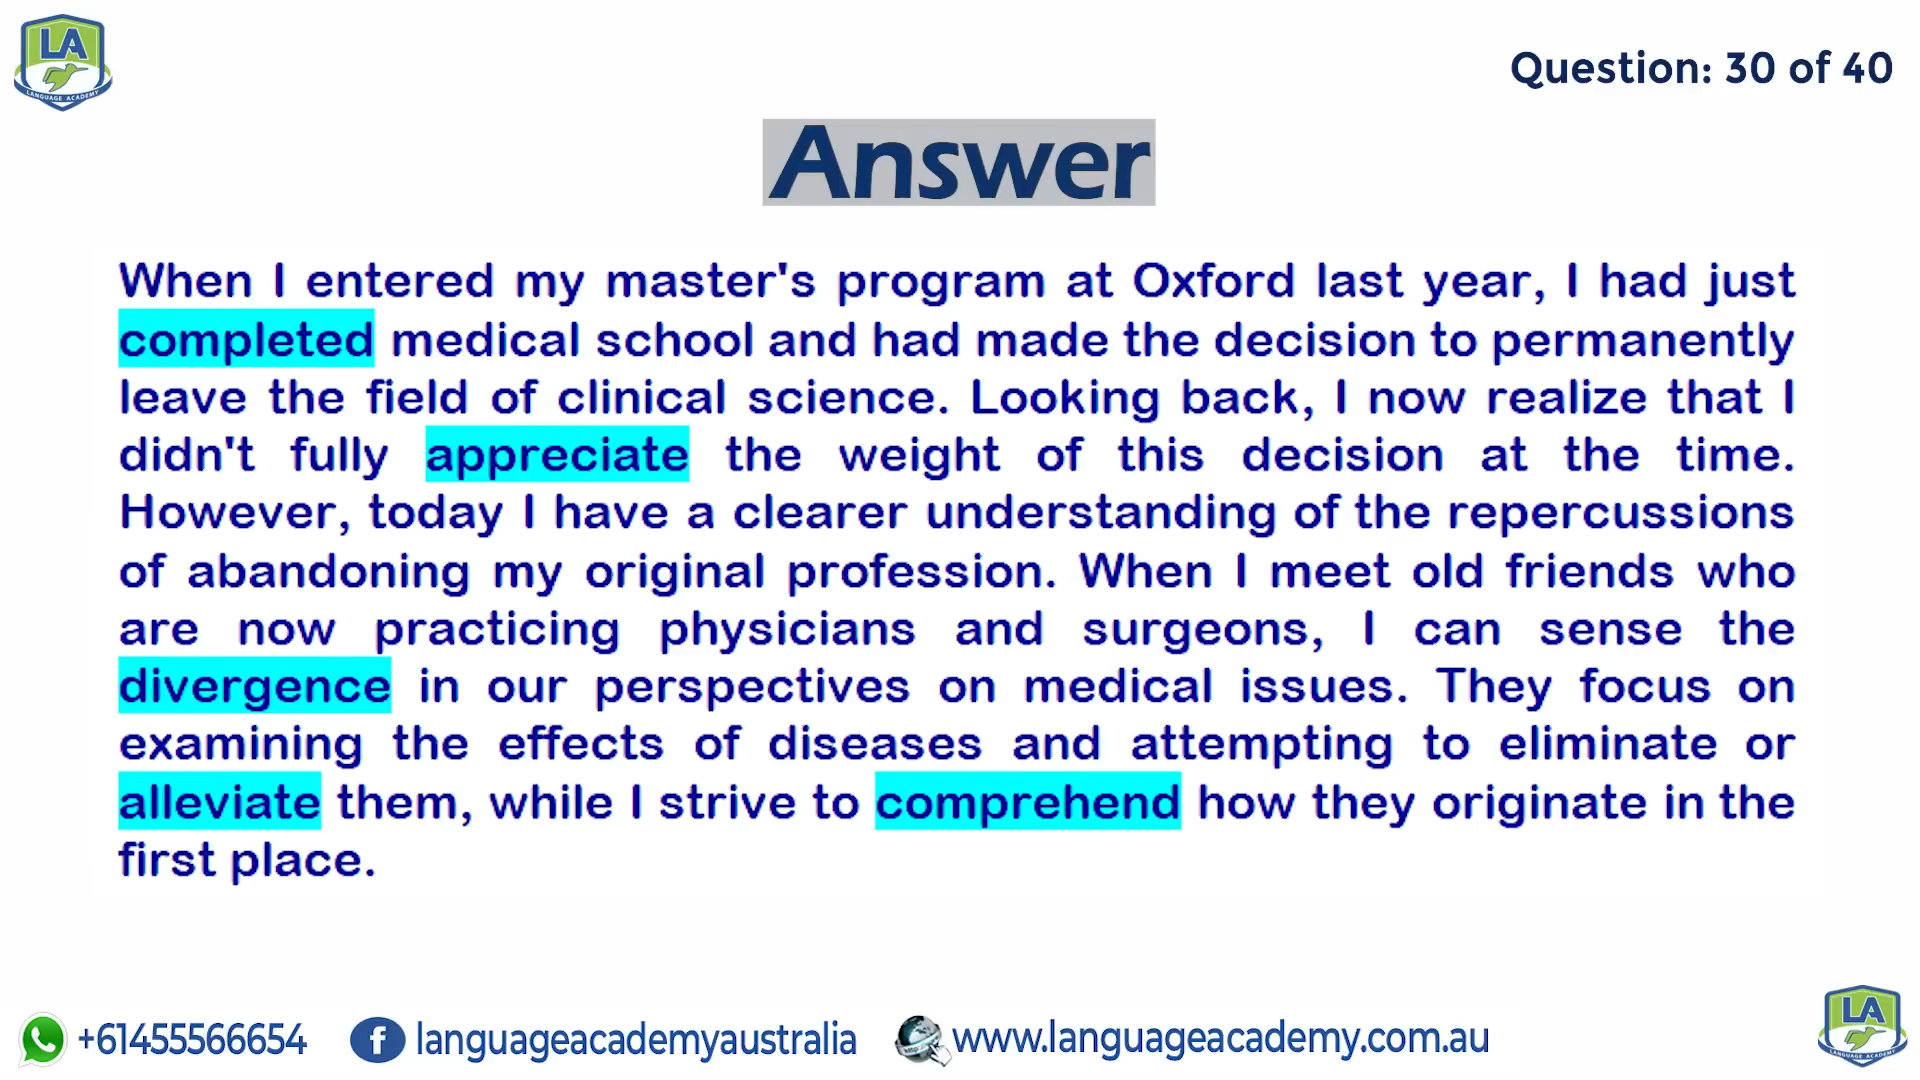 LA
LANGUAGE ACADEMY
Question: 30 of 40
Answer
When I entered my master's program at Oxford last year, I had just
completed medical school and had made the decision to permanently
leave the field of clinical science. Looking back, I now realize that I
didn't fully appreciate the weight of this decision at the time.
However, today I have a clearer understanding of the repercussions
of abandoning my original profession. When I meet old friends who
are now practicing physicians and surgeons, I can sense the
divergence in our perspectives on medical issues. They focus on
examining the effects of diseases and attempting to eliminate or
alleviate them, while I strive to comprehend how they originate in the
first place.
+61455566654
f languageacademyaustralia
http:// www.languageacademy.com.au
LA
LANGUAGE ACADEMY